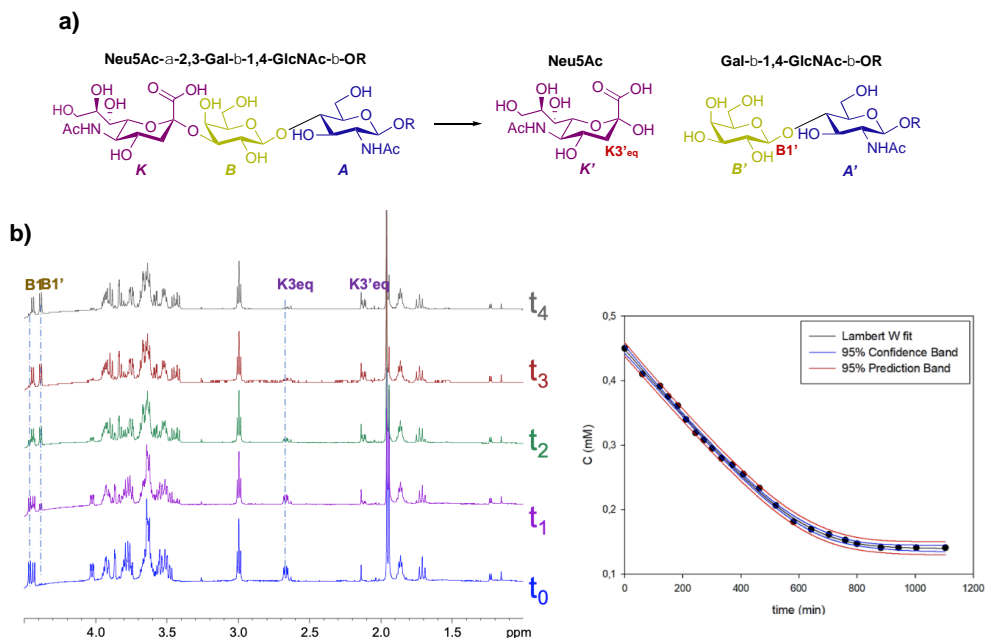 a)
Neu5Ac-a-2,3-Gal-b-1,4-GlcNAc-b-OR
Neu5Ac
Gal-b-1,4-GlcNAc-b-OR
OH
HO
OH
O
OH
HO
AcHN
O
HO
O
OH
O
OH
O
OH
HO
O
O
HO
OR
NHAc
K
B
A
OH
HO
OH
O
OH
HO
AcHN
O
OH
HO
K3'eq
K'
OH
OH
O
HO
OH
O
B1'
OH
HO
O
HO
OR
NHAc
B'
A'
b)
B1
B1'
K3eq
K3'eq
t4
t3
t2
t1
t0
4.0
3.5
3.0
2.5
2.0
1.5
ppm
0,5
0,4
0,3
0,2
0,1
C (mM)
Lambert W fit
95% Confidence Band
95% Prediction Band
0
200
400
600
800
1000
1200
time (min)